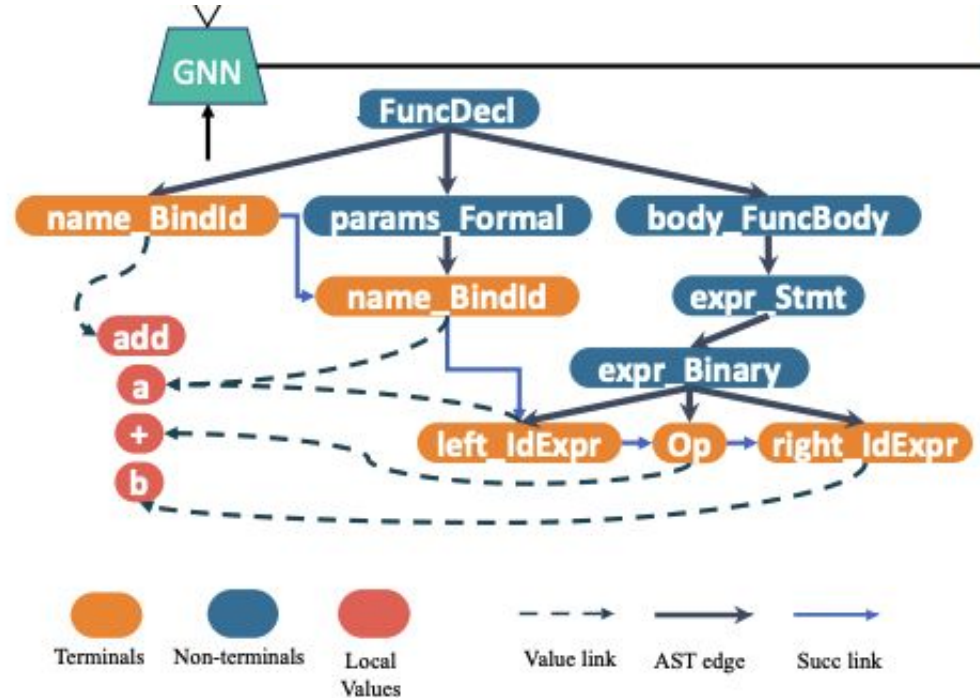 GNN
FuncDecl
name_BindId
params_Formal
body_FuncBody
name_BindId
expr_Stmt
add
expr_Binary
a
+
left_IdExpr
Op
right_IdExpr
b
Terminals
Non-terminals
Local
Values
Value link
AST edge
Succ link